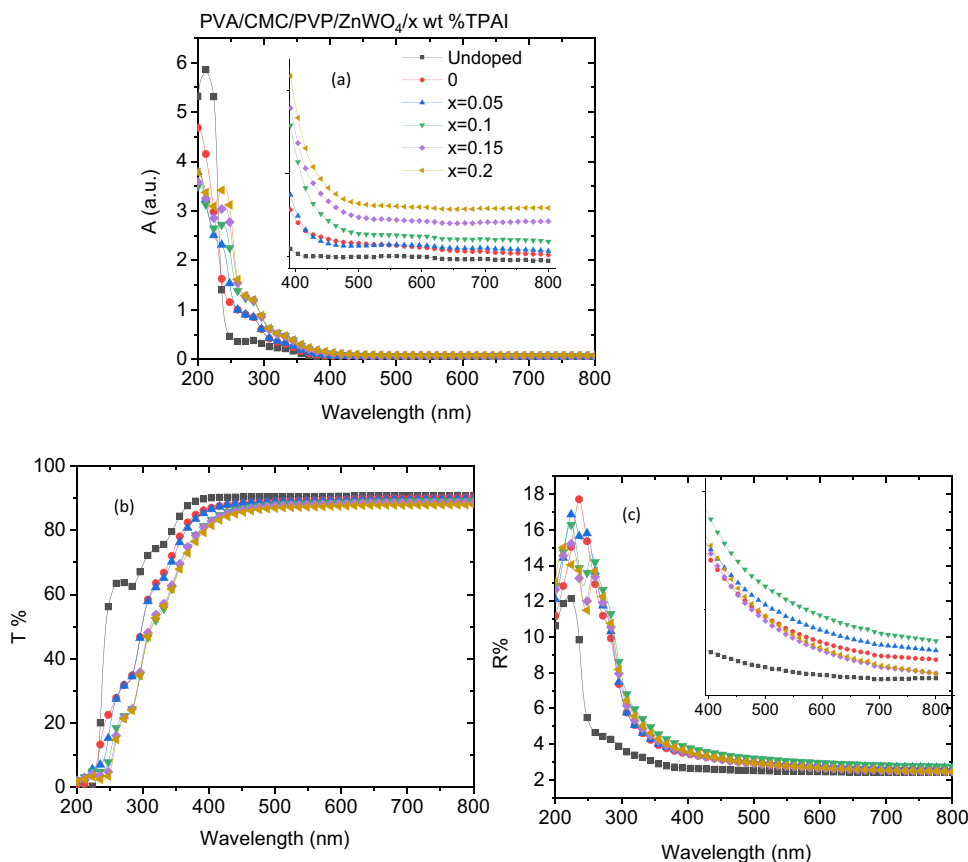 PVA/CMC/PVP/ZnWO₄/x wt %TPAI
(a)
Undoped
0
x=0.05
x=0.1
x=0.15
x=0.2
A (a.u.)
6
5
4
3
2
1
0
400 500 600 700 800
200 300 400 500 600 700 800
Wavelength (nm)
(b)
T %
100
80
60
40
20
0
200 300 400 500 600 700 800
Wavelength (nm)
(c)
R%
18
16
14
12
10
8
6
4
2
400 500 600 700 800
200 300 400 500 600 700 800
Wavelength (nm)